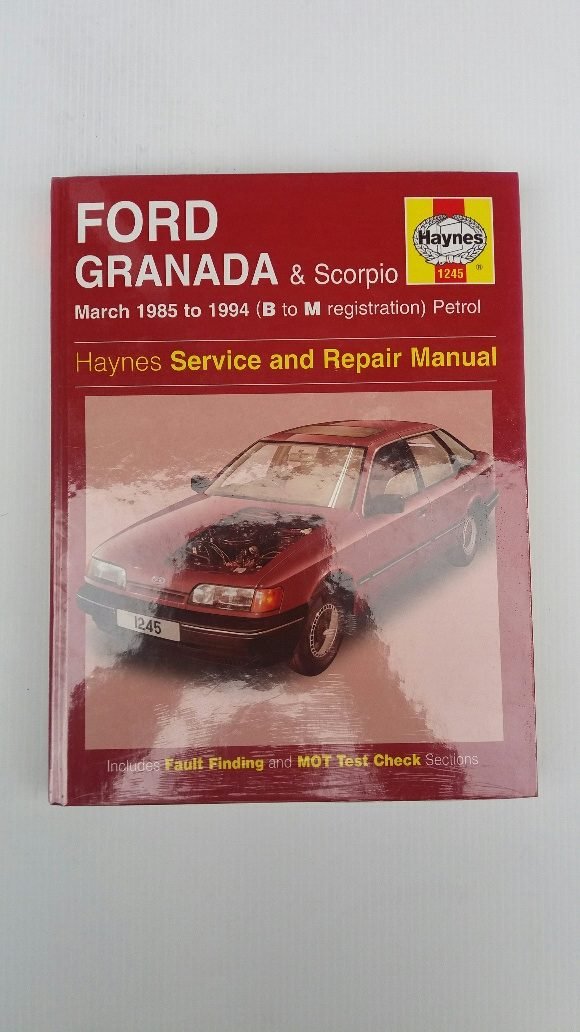 FORD
GRANADA & Scorpio
Haynes
1245
®
March 1985 to 1994 (B to M registration) Petrol
Haynes Service and Repair Manual
Ford
1245
Includes Fault Finding and MOT Test Check Sections